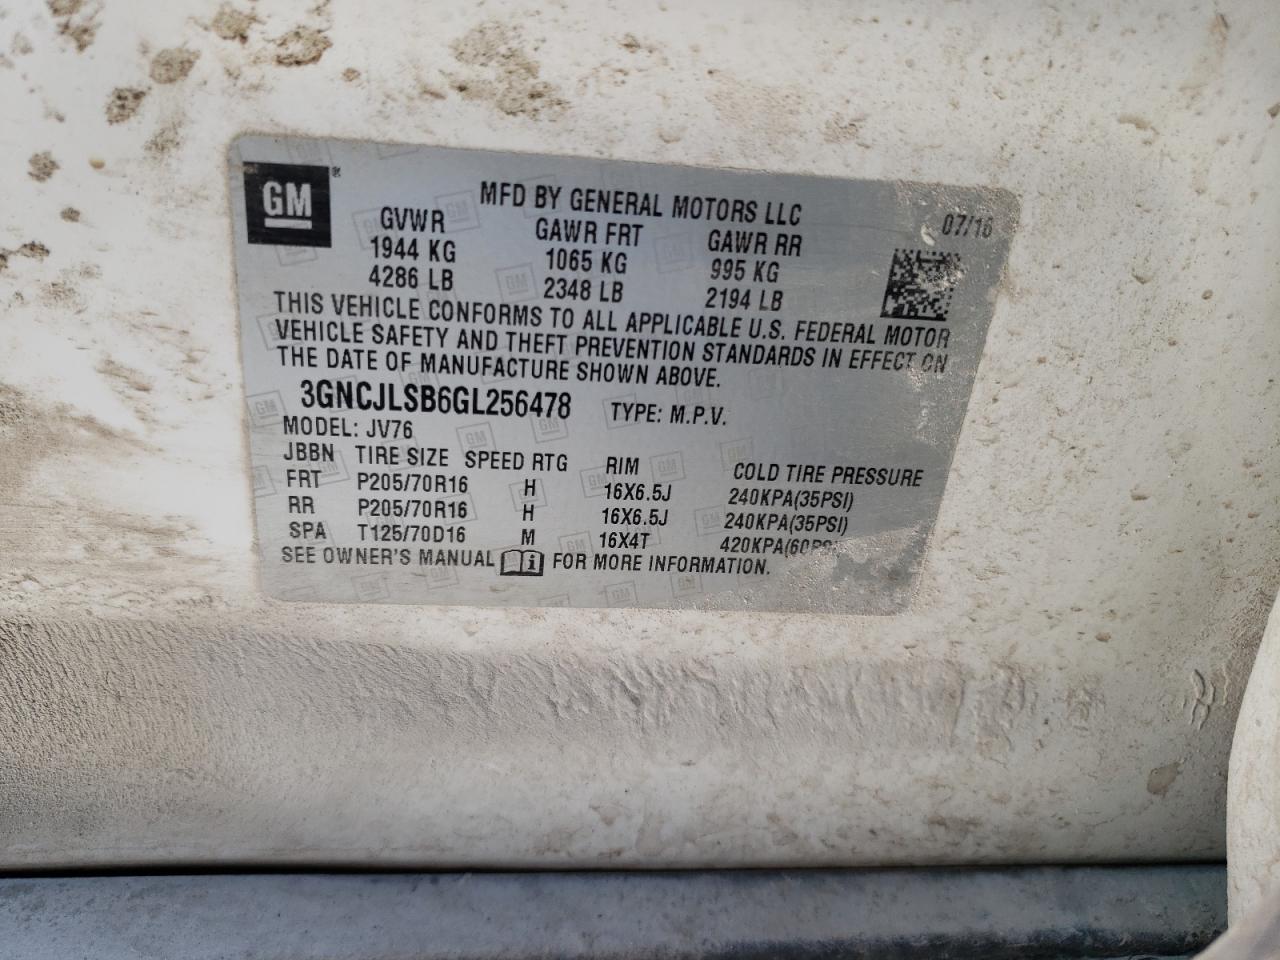 GM ®
MFD BY GENERAL MOTORS LLC
07/16
GVWR GAWR FRT GAWR RR
1944 KG 1065 KG 995 KG
4286 LB 2348 LB 2194 LB
THIS VEHICLE CONFORMS TO ALL APPLICABLE U.S. FEDERAL MOTOR
VEHICLE SAFETY AND THEFT PREVENTION STANDARDS IN EFFECT ON
THE DATE OF MANUFACTURE SHOWN ABOVE.
3GNCJLSB6GL256478 TYPE: M.P.V.
MODEL: JV76
JBBN TIRE SIZE SPEED RTG RIM COLD TIRE PRESSURE
FRT P205/70R16 H 16X6.5J 240KPA(35PSI)
RR P205/70R16 H 16X6.5J 240KPA(35PSI)
SPA T125/70D16 M 16X4T 420KPA(60PSI
SEE OWNER'S MANUAL i FOR MORE INFORMATION.